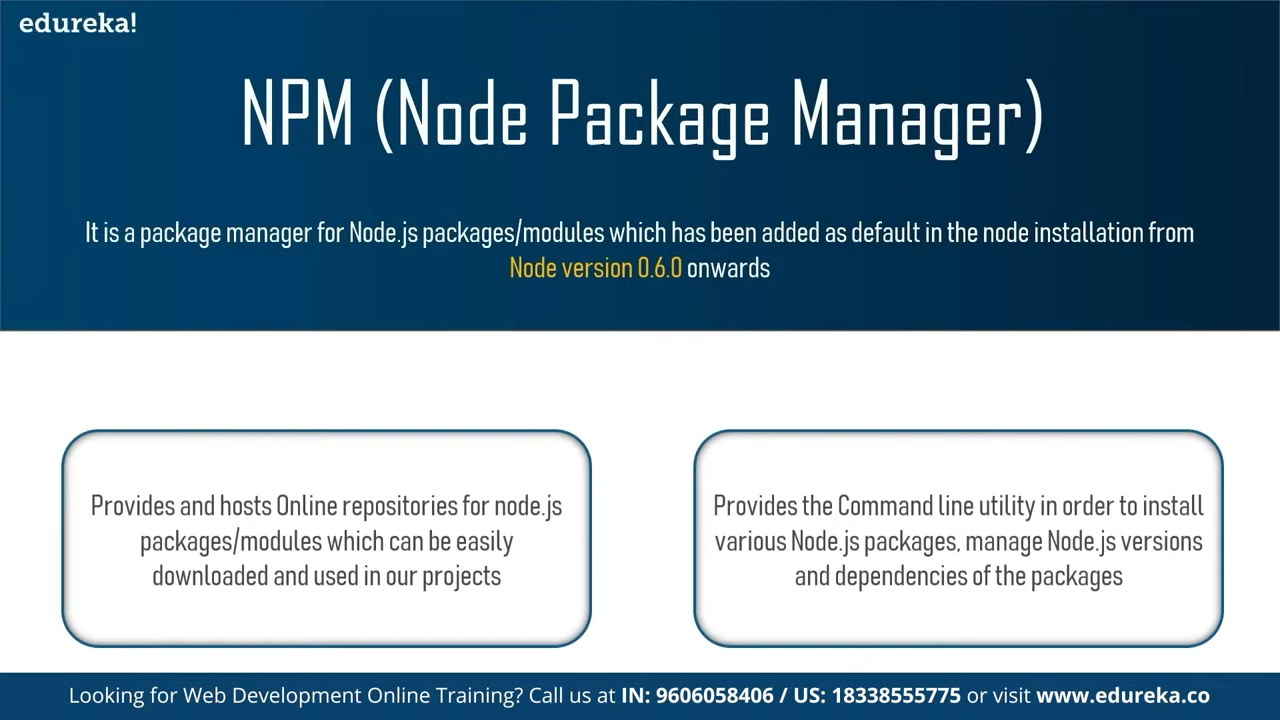 edureka!
NPM (Node Package Manager)
It is a package manager for Node.js packages/modules which has been added as default in the node installation from
Node version 0.6.0 onwards
Provides and hosts Online repositories for node.js
packages/modules which can be easily
downloaded and used in our projects
Provides the Command line utility in order to install
various Node.js packages, manage Node.js versions
and dependencies of the packages
Looking for Web Development Online Training? Call us at IN: 9606058406 / US: 18338555775 or visit www.edureka.co